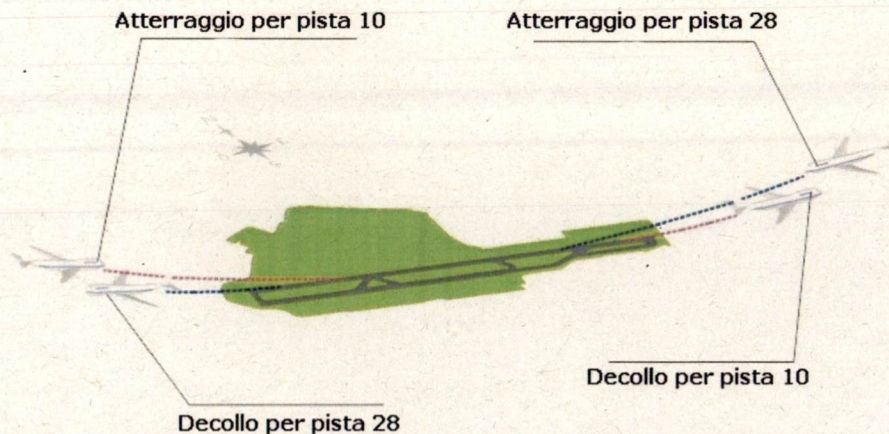 Atterraggio per pista 10
Atterraggio per pista 28
Decollo per pista 10
Decollo per pista 28